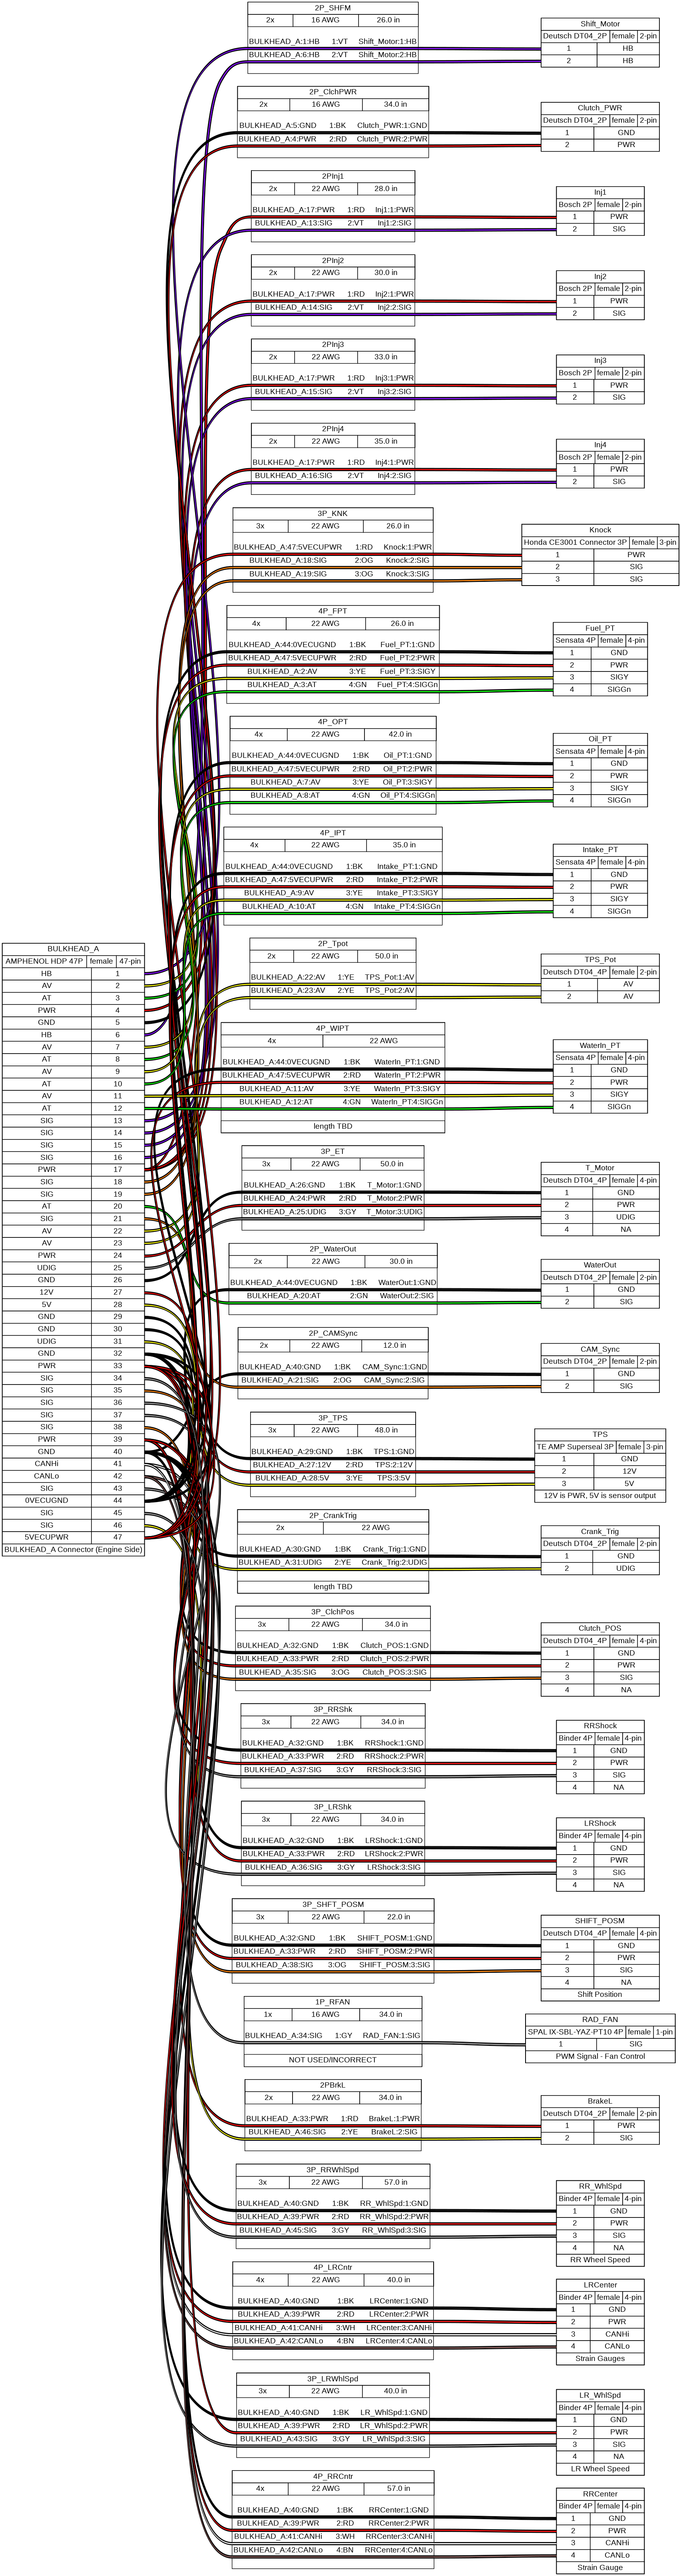 2P_SHFM
2x 16 AWG 26.0 in
BULKHEAD_A:1:HB 1:VT Shift_Motor:1:HB
BULKHEAD_A:6:HB 2:VT Shift_Motor:2:HB
Shift_Motor
Deutsch DT04_2P female 2-pin
1 HB
2 HB
2P_ClchPWR
2x 16 AWG 34.0 in
BULKHEAD_A:5:GND 1:BK Clutch_PWR:1:GND
BULKHEAD_A:4:PWR 2:RD Clutch_PWR:2:PWR
Clutch_PWR
Deutsch DT04_2P female 2-pin
1 GND
2 PWR
2PInj1
2x 22 AWG 28.0 in
BULKHEAD_A:17:PWR 1:RD Inj1:1:PWR
BULKHEAD_A:13:SIG 2:VT Inj1:2:SIG
Inj1
Bosch 2P female 2-pin
1 PWR
2 SIG
2PInj2
2x 22 AWG 30.0 in
BULKHEAD_A:17:PWR 1:RD Inj2:1:PWR
BULKHEAD_A:14:SIG 2:VT Inj2:2:SIG
Inj2
Bosch 2P female 2-pin
1 PWR
2 SIG
2PInj3
2x 22 AWG 33.0 in
BULKHEAD_A:17:PWR 1:RD Inj3:1:PWR
BULKHEAD_A:15:SIG 2:VT Inj3:2:SIG
Inj3
Bosch 2P female 2-pin
1 PWR
2 SIG
2PInj4
2x 22 AWG 35.0 in
BULKHEAD_A:17:PWR 1:RD Inj4:1:PWR
BULKHEAD_A:16:SIG 2:VT Inj4:2:SIG
Inj4
Bosch 2P female 2-pin
1 PWR
2 SIG
3P_KNK
3x 22 AWG 26.0 in
BULKHEAD_A:47:5VECUPWR 1:RD Knock:1:PWR
BULKHEAD_A:18:SIG 2:OG Knock:2:SIG
BULKHEAD_A:19:SIG 3:OG Knock:3:SIG
Knock
Honda CE3001 Connector 3P female 3-pin
1 PWR
2 SIG
3 SIG
4P_FPT
4x 22 AWG 26.0 in
BULKHEAD_A:44:0VECUGND 1:BK Fuel_PT:1:GND
BULKHEAD_A:47:5VECUPWR 2:RD Fuel_PT:2:PWR
BULKHEAD_A:2:AV 3:YE Fuel_PT:3:SIGY
BULKHEAD_A:3:AT 4:GN Fuel_PT:4:SIGGn
Fuel_PT
Sensata 4P female 4-pin
1 GND
2 PWR
3 SIGY
4 SIGGn
4P_OPT
4x 22 AWG 42.0 in
BULKHEAD_A:44:0VECUGND 1:BK Oil_PT:1:GND
BULKHEAD_A:47:5VECUPWR 2:RD Oil_PT:2:PWR
BULKHEAD_A:7:AV 3:YE Oil_PT:3:SIGY
BULKHEAD_A:8:AT 4:GN Oil_PT:4:SIGGn
Oil_PT
Sensata 4P female 4-pin
1 GND
2 PWR
3 SIGY
4 SIGGn
4P_IPT
4x 22 AWG 35.0 in
BULKHEAD_A:44:0VECUGND 1:BK Intake_PT:1:GND
BULKHEAD_A:47:5VECUPWR 2:RD Intake_PT:2:PWR
BULKHEAD_A:9:AV 3:YE Intake_PT:3:SIGY
BULKHEAD_A:10:AT 4:GN Intake_PT:4:SIGGn
Intake_PT
Sensata 4P female 4-pin
1 GND
2 PWR
3 SIGY
4 SIGGn
BULKHEAD_A
AMPHENOL HDP 47P female 47-pin
HB 1
AV 2
AT 3
PWR 4
GND 5
HB 6
AV 7
AT 8
AV 9
AT 10
AV 11
AT 12
SIG 13
SIG 14
SIG 15
SIG 16
PWR 17
SIG 18
SIG 19
AT 20
SIG 21
AV 22
AV 23
PWR 24
UDIG 25
GND 26
12V 27
5V 28
GND 29
GND 30
UDIG 31
GND 32
PWR 33
SIG 34
SIG 35
SIG 36
SIG 37
SIG 38
PWR 39
GND 40
CANHi 41
CANLo 42
SIG 43
0VECUGND 44
SIG 45
SIG 46
5VECUPWR 47
BULKHEAD_A Connector (Engine Side)
2P_Tpot
2x 22 AWG 50.0 in
BULKHEAD_A:22:AV 1:YE TPS_Pot:1:AV
BULKHEAD_A:23:AV 2:YE TPS_Pot:2:AV
TPS_Pot
Deutsch DT04_4P female 2-pin
1 AV
2 AV
4P_WIPT
4x 22 AWG
BULKHEAD_A:44:0VECUGND 1:BK WaterIn_PT:1:GND
BULKHEAD_A:47:5VECUPWR 2:RD WaterIn_PT:2:PWR
BULKHEAD_A:11:AV 3:YE WaterIn_PT:3:SIGY
BULKHEAD_A:12:AT 4:GN WaterIn_PT:4:SIGGn
length TBD
WaterIn_PT
Sensata 4P female 4-pin
1 GND
2 PWR
3 SIGY
4 SIGGn
3P_ET
3x 22 AWG 50.0 in
BULKHEAD_A:26:GND 1:BK T_Motor:1:GND
BULKHEAD_A:24:PWR 2:RD T_Motor:2:PWR
BULKHEAD_A:25:UDIG 3:GY T_Motor:3:UDIG
T_Motor
Deutsch DT04_4P female 4-pin
1 GND
2 PWR
3 UDIG
4 NA
2P_WaterOut
2x 22 AWG 30.0 in
BULKHEAD_A:44:0VECUGND 1:BK WaterOut:1:GND
BULKHEAD_A:20:AT 2:GN WaterOut:2:SIG
WaterOut
Deutsch DT04_2P female 2-pin
1 GND
2 SIG
2P_CAMSync
2x 22 AWG 12.0 in
BULKHEAD_A:40:GND 1:BK CAM_Sync:1:GND
BULKHEAD_A:21:SIG 2:OG CAM_Sync:2:SIG
CAM_Sync
Deutsch DT04_2P female 2-pin
1 GND
2 SIG
3P_TPS
3x 22 AWG 48.0 in
BULKHEAD_A:29:GND 1:BK TPS:1:GND
BULKHEAD_A:27:12V 2:RD TPS:2:12V
BULKHEAD_A:28:5V 3:YE TPS:3:5V
TPS
TE AMP Superseal 3P female 3-pin
1 GND
2 12V
3 5V
12V is PWR, 5V is sensor output
2P_CrankTrig
2x 22 AWG
BULKHEAD_A:30:GND 1:BK Crank_Trig:1:GND
BULKHEAD_A:31:UDIG 2:YE Crank_Trig:2:UDIG
length TBD
Crank_Trig
Deutsch DT04_2P female 2-pin
1 GND
2 UDIG
3P_ClchPos
3x 22 AWG 34.0 in
BULKHEAD_A:32:GND 1:BK Clutch_POS:1:GND
BULKHEAD_A:33:PWR 2:RD Clutch_POS:2:PWR
BULKHEAD_A:35:SIG 3:OG Clutch_POS:3:SIG
Clutch_POS
Deutsch DT04_4P female 4-pin
1 GND
2 PWR
3 SIG
4 NA
3P_RRShk
3x 22 AWG 34.0 in
BULKHEAD_A:32:GND 1:BK RRShock:1:GND
BULKHEAD_A:33:PWR 2:RD RRShock:2:PWR
BULKHEAD_A:37:SIG 3:GY RRShock:3:SIG
RRShock
Binder 4P female 4-pin
1 GND
2 PWR
3 SIG
4 NA
3P_LRShk
3x 22 AWG 34.0 in
BULKHEAD_A:32:GND 1:BK LRShock:1:GND
BULKHEAD_A:33:PWR 2:RD LRShock:2:PWR
BULKHEAD_A:36:SIG 3:GY LRShock:3:SIG
LRShock
Binder 4P female 4-pin
1 GND
2 PWR
3 SIG
4 NA
3P_SHFT_POSM
3x 22 AWG 22.0 in
BULKHEAD_A:32:GND 1:BK SHIFT_POSM:1:GND
BULKHEAD_A:33:PWR 2:RD SHIFT_POSM:2:PWR
BULKHEAD_A:38:SIG 3:OG SHIFT_POSM:3:SIG
SHIFT_POSM
Deutsch DT04_4P female 4-pin
1 GND
2 PWR
3 SIG
4 NA
Shift Position
1P_RFAN
1x 16 AWG 34.0 in
BULKHEAD_A:34:SIG 1:GY RAD_FAN:1:SIG
NOT USED/INCORRECT
RAD_FAN
SPAL IX-SBL-YAZ-PT10 4P female 1-pin
1 SIG
PWM Signal - Fan Control
2PBrkL
2x 22 AWG 34.0 in
BULKHEAD_A:33:PWR 1:RD BrakeL:1:PWR
BULKHEAD_A:46:SIG 2:YE BrakeL:2:SIG
BrakeL
Deutsch DT04_2P female 2-pin
1 PWR
2 SIG
3P_RRWhlSpd
3x 22 AWG 57.0 in
BULKHEAD_A:40:GND 1:BK RR_WhlSpd:1:GND
BULKHEAD_A:39:PWR 2:RD RR_WhlSpd:2:PWR
BULKHEAD_A:45:SIG 3:GY RR_WhlSpd:3:SIG
RR_WhlSpd
Binder 4P female 4-pin
1 GND
2 PWR
3 SIG
4 NA
RR Wheel Speed
4P_LRCntr
4x 22 AWG 40.0 in
BULKHEAD_A:40:GND 1:BK LRCenter:1:GND
BULKHEAD_A:39:PWR 2:RD LRCenter:2:PWR
BULKHEAD_A:41:CANHi 3:WH LRCenter:3:CANHi
BULKHEAD_A:42:CANLo 4:BN LRCenter:4:CANLo
LRCenter
Binder 4P female 4-pin
1 GND
2 PWR
3 CANHi
4 CANLo
Strain Gauges
3P_LRWhlSpd
3x 22 AWG 40.0 in
BULKHEAD_A:40:GND 1:BK LR_WhlSpd:1:GND
BULKHEAD_A:39:PWR 2:RD LR_WhlSpd:2:PWR
BULKHEAD_A:43:SIG 3:GY LR_WhlSpd:3:SIG
LR_WhlSpd
Binder 4P female 4-pin
1 GND
2 PWR
3 SIG
4 NA
LR Wheel Speed
4P_RRCntr
4x 22 AWG 57.0 in
BULKHEAD_A:40:GND 1:BK RRCenter:1:GND
BULKHEAD_A:39:PWR 2:RD RRCenter:2:PWR
BULKHEAD_A:41:CANHi 3:WH RRCenter:3:CANHi
BULKHEAD_A:42:CANLo 4:BN RRCenter:4:CANLo
RRCenter
Binder 4P female 4-pin
1 GND
2 PWR
3 CANHi
4 CANLo
Strain Gauge